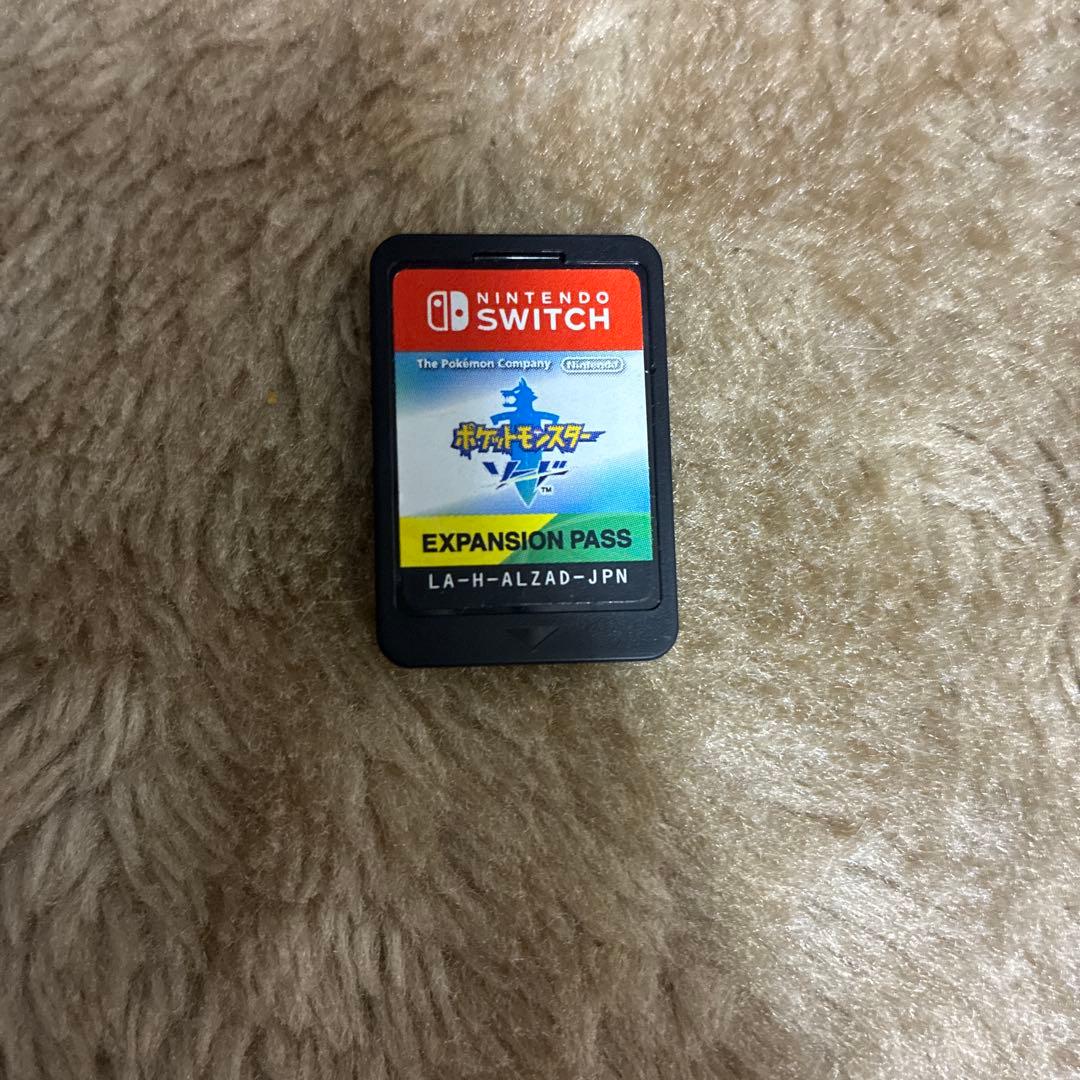 NINTENDO
SWITCH
The Pokémon Company Nintendo
ポケットモンスター
ソード
TM
EXPANSION PASS
LA-H-ALZAD-JPN